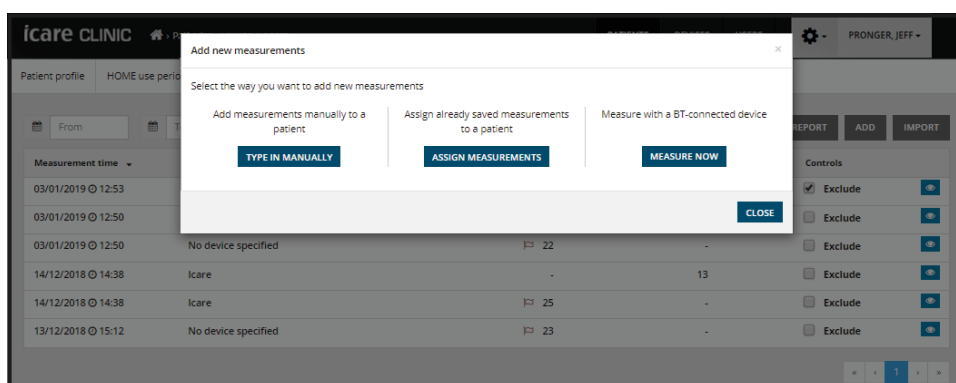 icare CLINIC
PRONGER, JEFF
Add new measurements
×
Patient profile HOME use perio
Select the way you want to add new measurements
Add measurements manually to a
patient
Assign already saved measurements
to a patient
Measure with a BT-connected device
TYPE IN MANUALLY
ASSIGN MEASUREMENTS
MEASURE NOW
CLOSE
From
REPORT ADD IMPORT
Measurement time Controls
03/01/2019 12:53 Exclude
03/01/2019 12:50 Exclude
03/01/2019 12:50 No device specified 22 - Exclude
14/12/2018 14:38 Icare - 13 Exclude
14/12/2018 14:38 Icare 25 - Exclude
13/12/2018 15:12 No device specified 23 - Exclude
« ‹ 1 › »